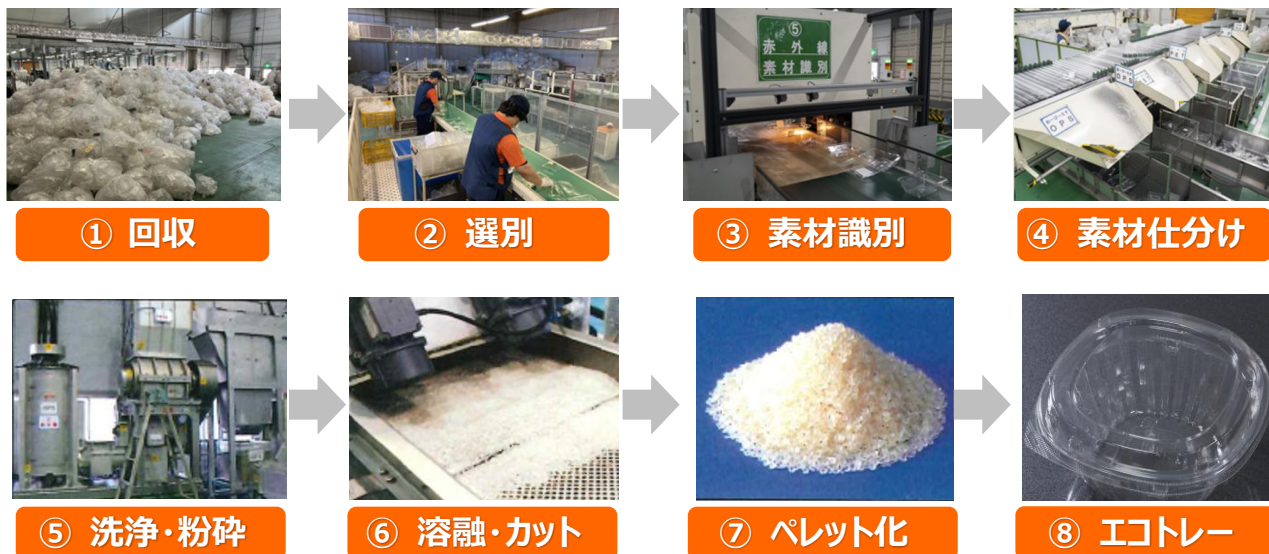 ⑤
赤外線
素材識別
OPS
① 回収
② 選別
③ 素材識別
④ 素材仕分け
⑤ 洗浄・粉砕
⑥ 溶融・カット
⑦ ペレット化
⑧ エコトレー